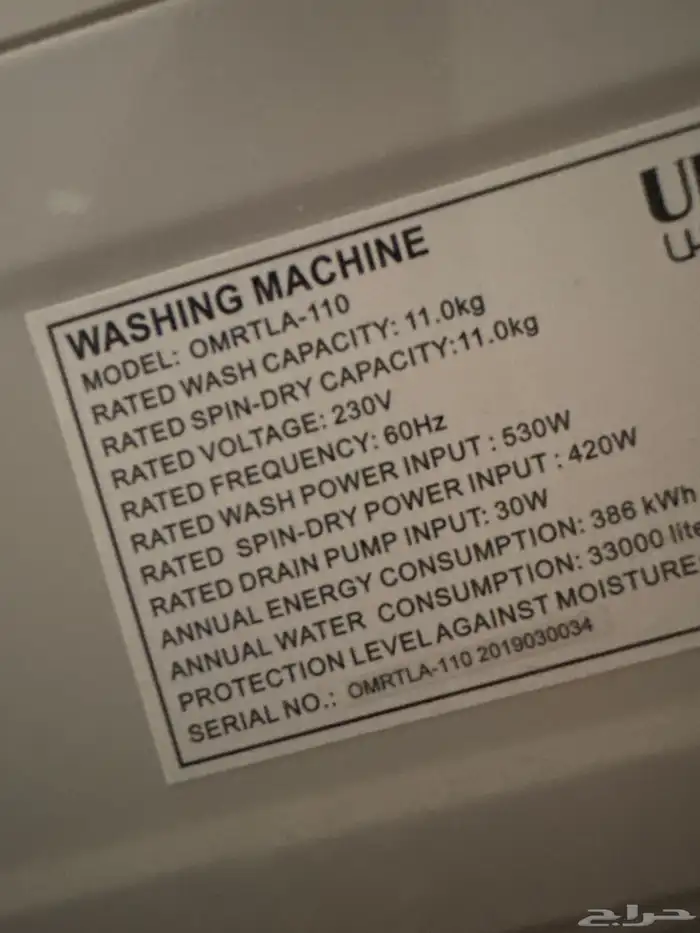 WASHING MACHINE
MODEL: OMRTLA-110
RATED WASH CAPACITY: 11.0kg
RATED SPIN-DRY CAPACITY:11.0kg
RATED VOLTAGE: 230V
RATED FREQUENCY: 60Hz
RATED WASH POWER INPUT : 530W
RATED SPIN-DRY POWER INPUT : 420W
RATED DRAIN PUMP INPUT: 30W
ANNUAL ENERGY CONSUMPTION: 386 kWh
ANNUAL WATER CONSUMPTION: 33000 lite
PROTECTION LEVEL AGAINST MOISTURE
SERIAL NO.: OMRTLA-110 2019030034
حراج